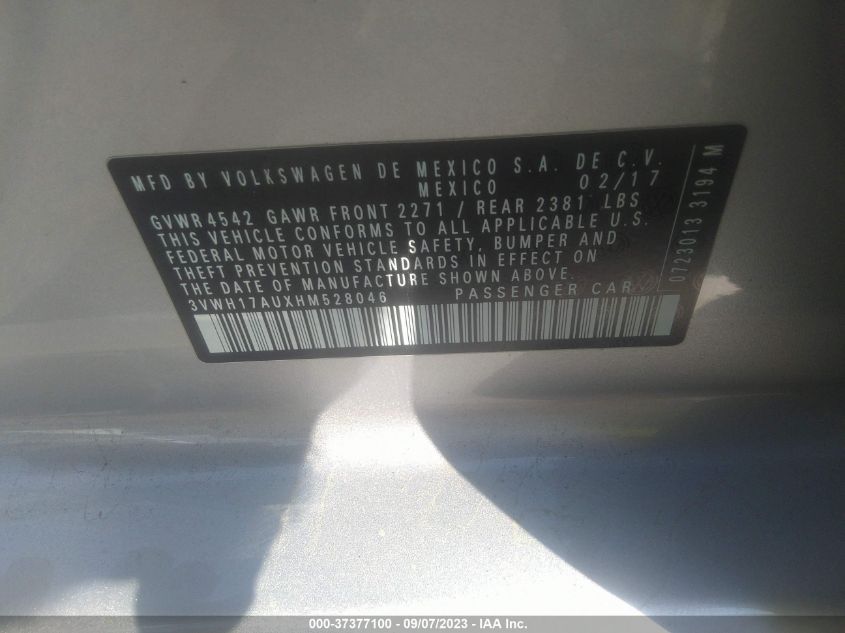 MFD BY VOLKSWAGEN DE MEXICO S.A. DE C.V.
MEXICO 02/17
GVWR 4542 GAWR FRONT 2271 / REAR 2381 LBS
THIS VEHICLE CONFORMS TO ALL APPLICABLE U.S.
FEDERAL MOTOR VEHICLE SAFETY, BUMPER AND
THEFT PREVENTION STANDARDS IN EFFECT ON
THE DATE OF MANUFACTURE SHOWN ABOVE.
3VWH17AUXHM528046 PASSENGER CAR
0723013 3194 M
000-37377100 - 09/07/2023 - IAA Inc.